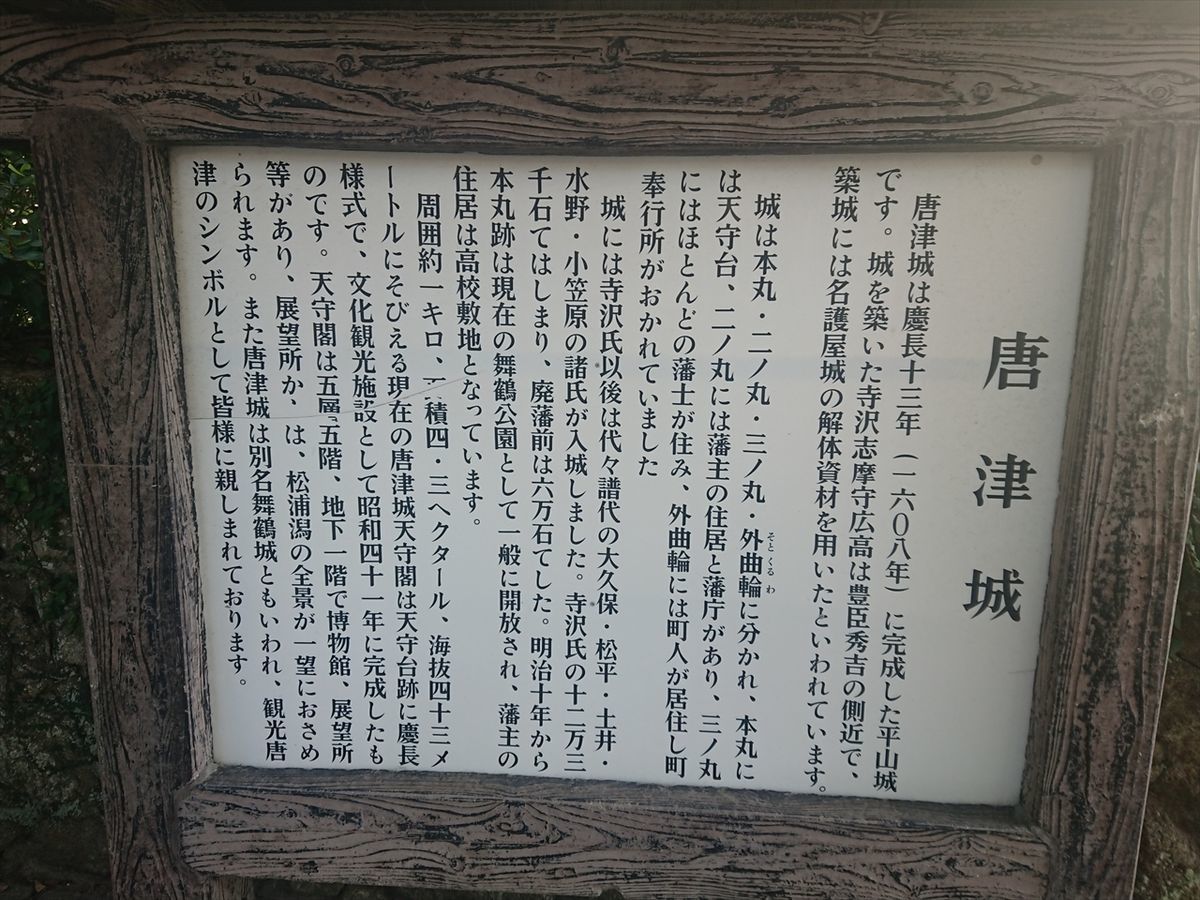 唐津城
唐津城は慶長十三年（一六〇八年）に完成した平山城
です。城を築いた寺沢志摩守広高は豊臣秀吉の側近で、
築城には名護屋城の解体資材を用いたといわれています。
城は本丸・二ノ丸・三ノ丸・外曲輪に分かれ、本丸に
そとくるわ
は天守台、二ノ丸には藩主の住居と藩庁があり、三ノ丸
にはほとんどの藩士が住み、外曲輪には町人が居住し町
奉行所がおかれていました
城には寺沢氏以後は代々譜代の大久保・松平・土井・
水野・小笠原の諸氏が入城しました。寺沢氏の十二万三
千石てはしまり、廃藩前は六万石てした。明治十年から
本丸跡は現在の舞鶴公園として一般に開放され、藩主の
住居は高校敷地となっています。
周囲約一キロ、積四・三ヘクタール、海抜四十三メ
ートルにそびえる現在の唐津城天守閣は天守台跡に慶長
様式で、文化観光施設として昭和四十一年に完成したも
のです。天守閣は五層五階、地下一階で博物館、展望所
等があり、展望所か、は、松浦潟の全景が一望におさめ
られます。また唐津城は別名舞鶴城ともいわれ、観光唐
津のシンボルとして皆様に親しまれております。